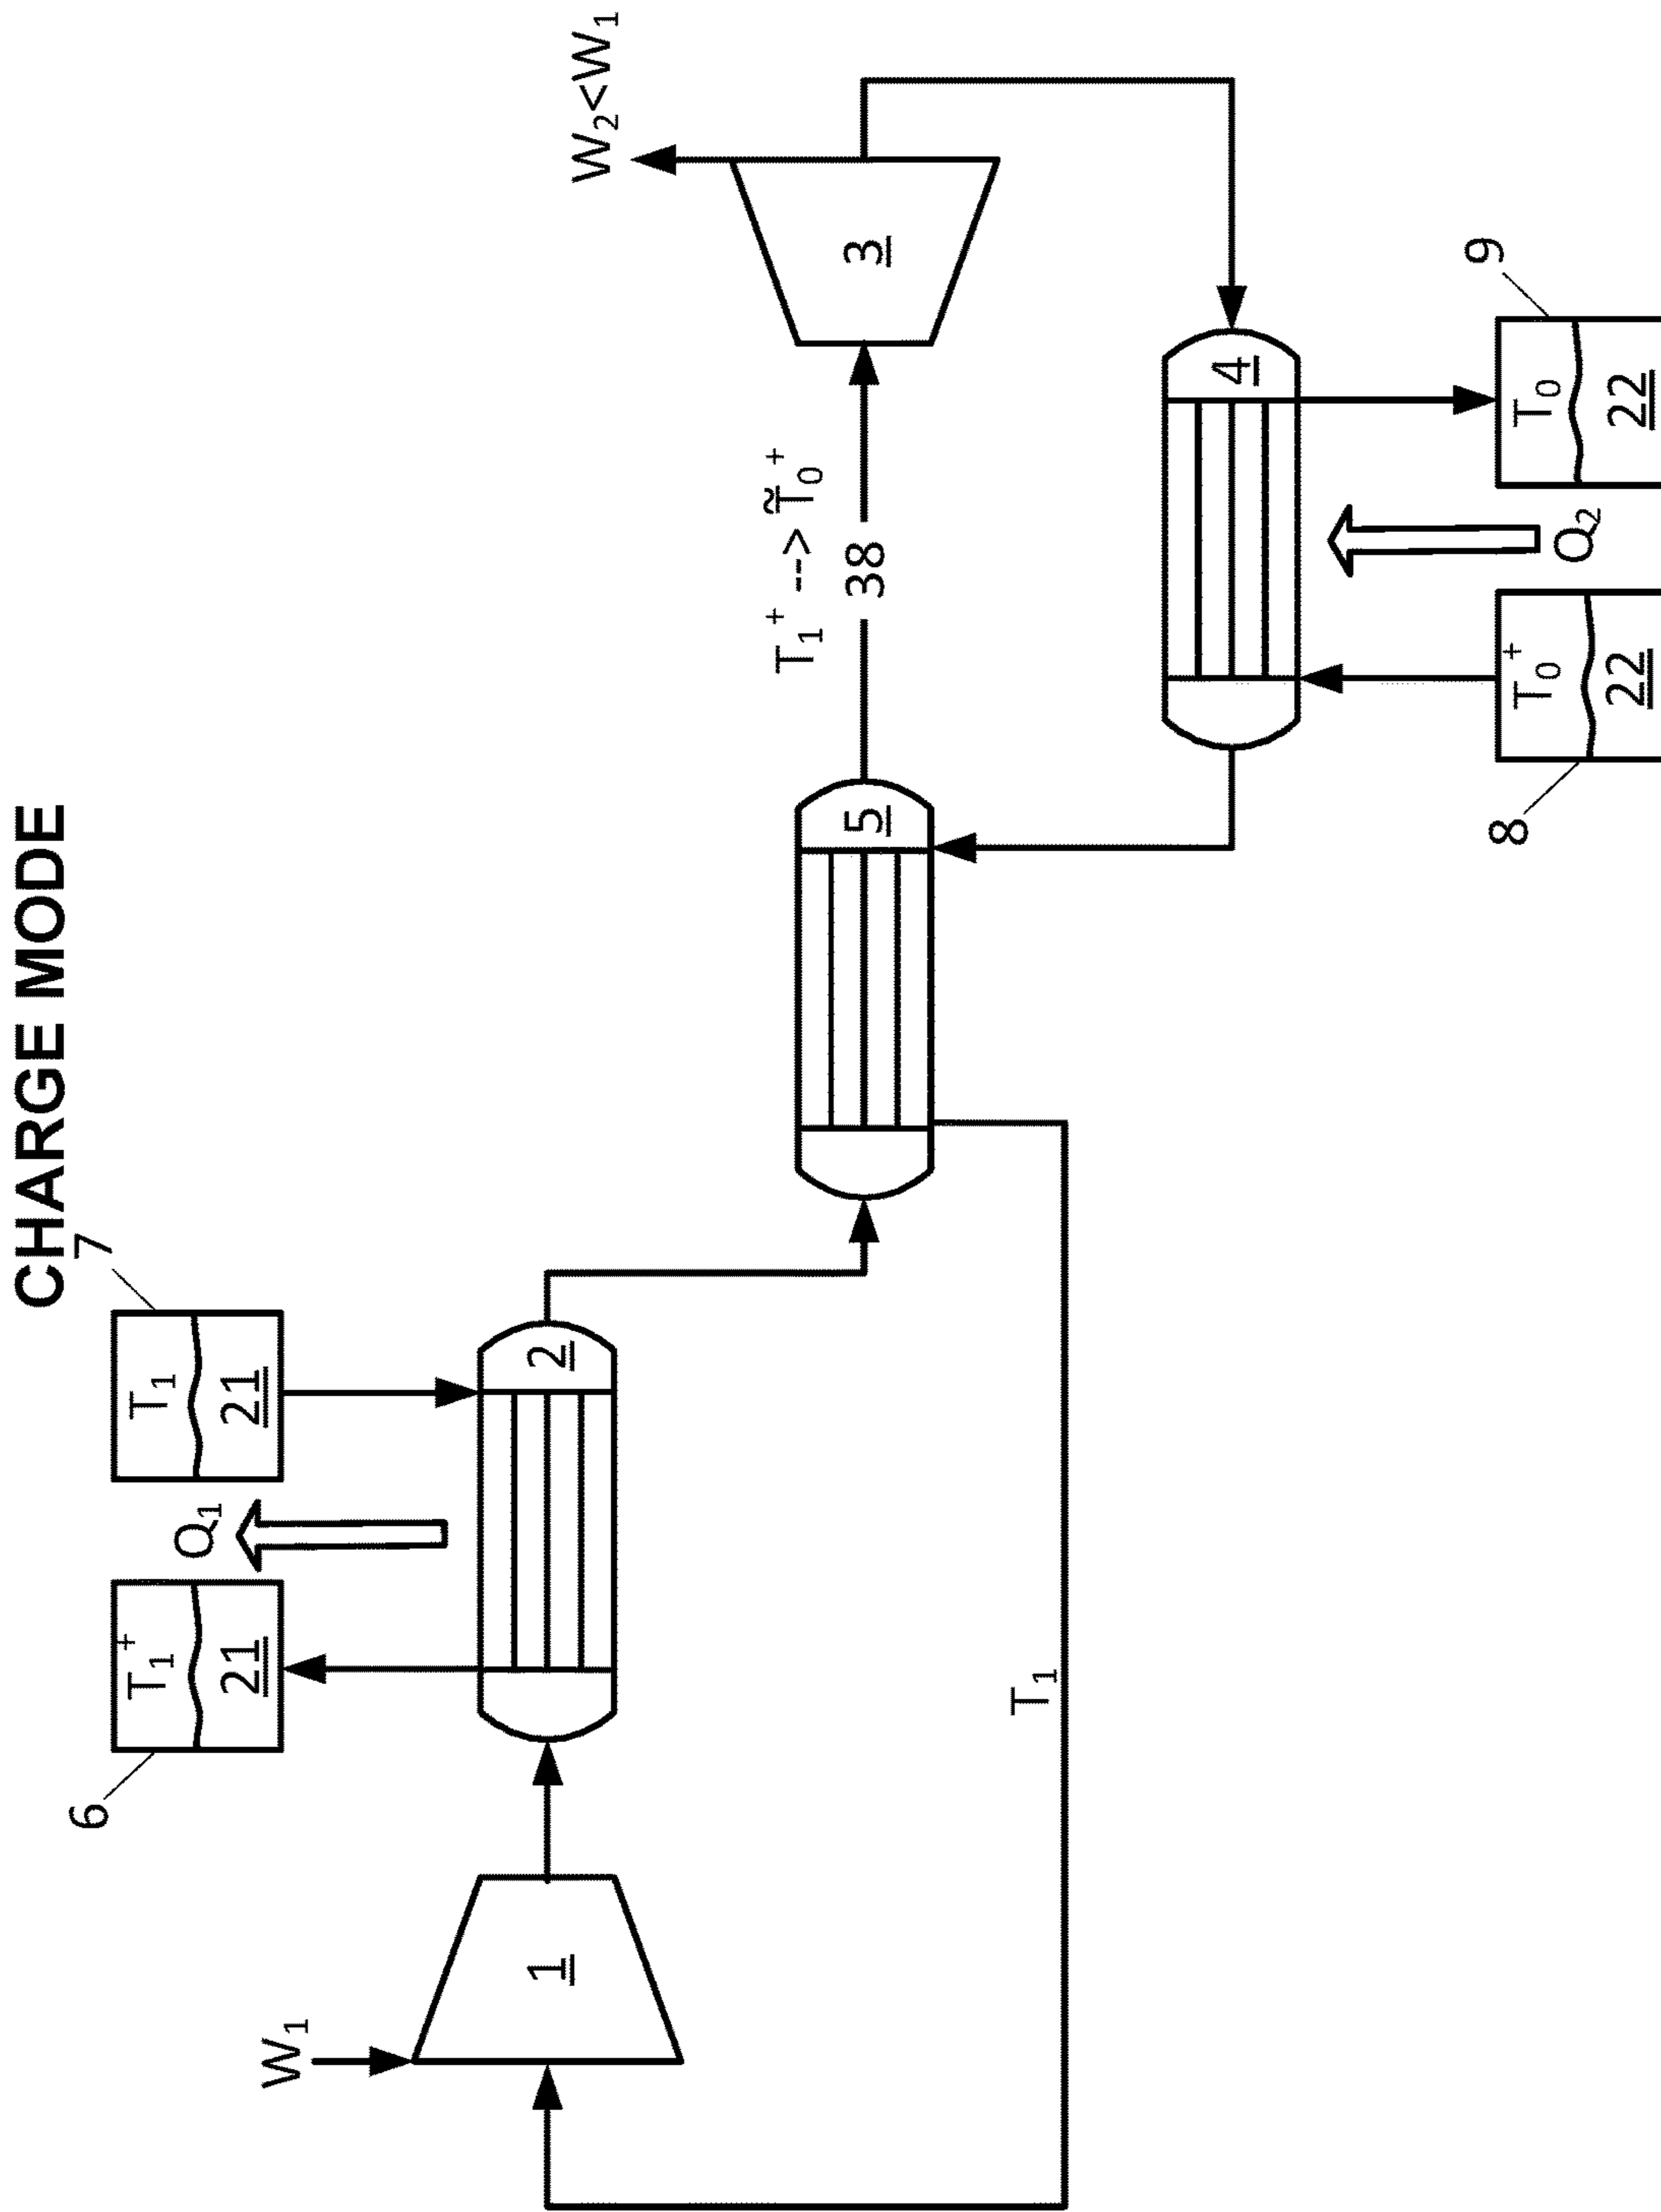 CHARGE MODE
6
7
T₁⁺
T₁
Q₁
21
21
W₁
1
2
W₂<W₁
T₁⁺ --> T̃₀⁺
5
38
3
T₁
4
8
9
T₀⁺
T₀
Q₂
22
22